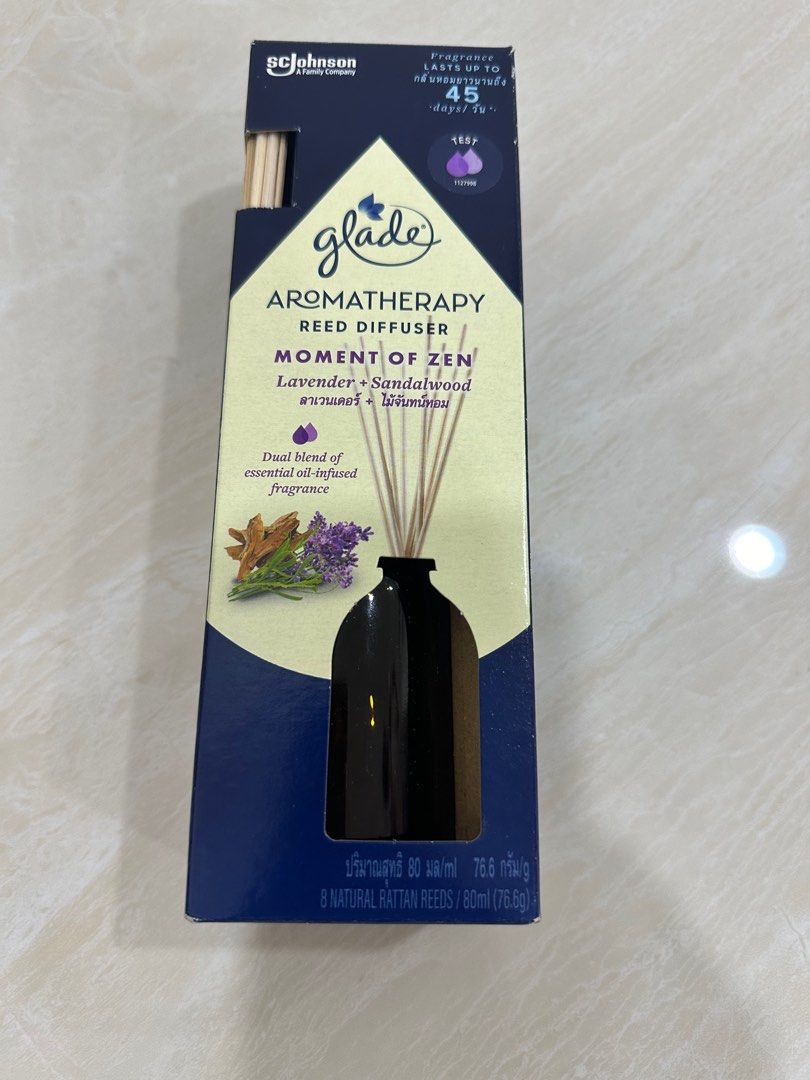 scjohnson
A Family Company
Fragrance
LASTS UP TO
กลิ่นหอมยาวนานถึง
45
·days/ วัน·
TEST
1127998
glade®
AROMATHERAPY
REED DIFFUSER
MOMENT OF ZEN
Lavender + Sandalwood
ลาเวนเดอร์ + ไม้จันทน์หอม
Dual blend of
essential oil-infused
fragrance
ปริมาณสุทธิ 80 มล/ml 76.6 กรัม/g
8 NATURAL RATTAN REEDS / 80ml (76.6g)